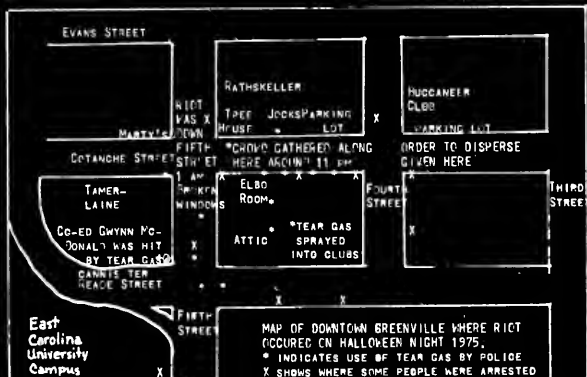 EVANS STREET
RATHSKELLER
TREE HOUSE
JOCKS
PARKING LOT
BUCCANEER CLUB
PARKING LOT
MARTY'S
RIOT WAS X DOWN FIFTH STREET 1 AM
COTANCHE STREET
*CROWD GATHERED ALONG HERE AROUND 11 PM
ORDER TO DISPERSE GIVEN HERE
BROKEN WINDOWS
TAMER-
LAINE
CO-ED GWYNN MC-
DONALD WAS HIT
BY TEAR GAS
CANNISTER
READE STREET
ELBO
ROOM*
ATTIC
*TEAR GAS
SPRAYED
INTO CLUBS
FOURTH
STREET
THIRD
STREET
FIFTH
STREET
East
Carolina
University
Campus
X
MAP OF DOWNTOWN GREENVILLE WHERE RIOT
OCCURED ON HALLOWEEN NIGHT 1975.
* INDICATES USE OF TEAR GAS BY POLICE
X SHOWS WHERE SOME PEOPLE WERE ARRESTED